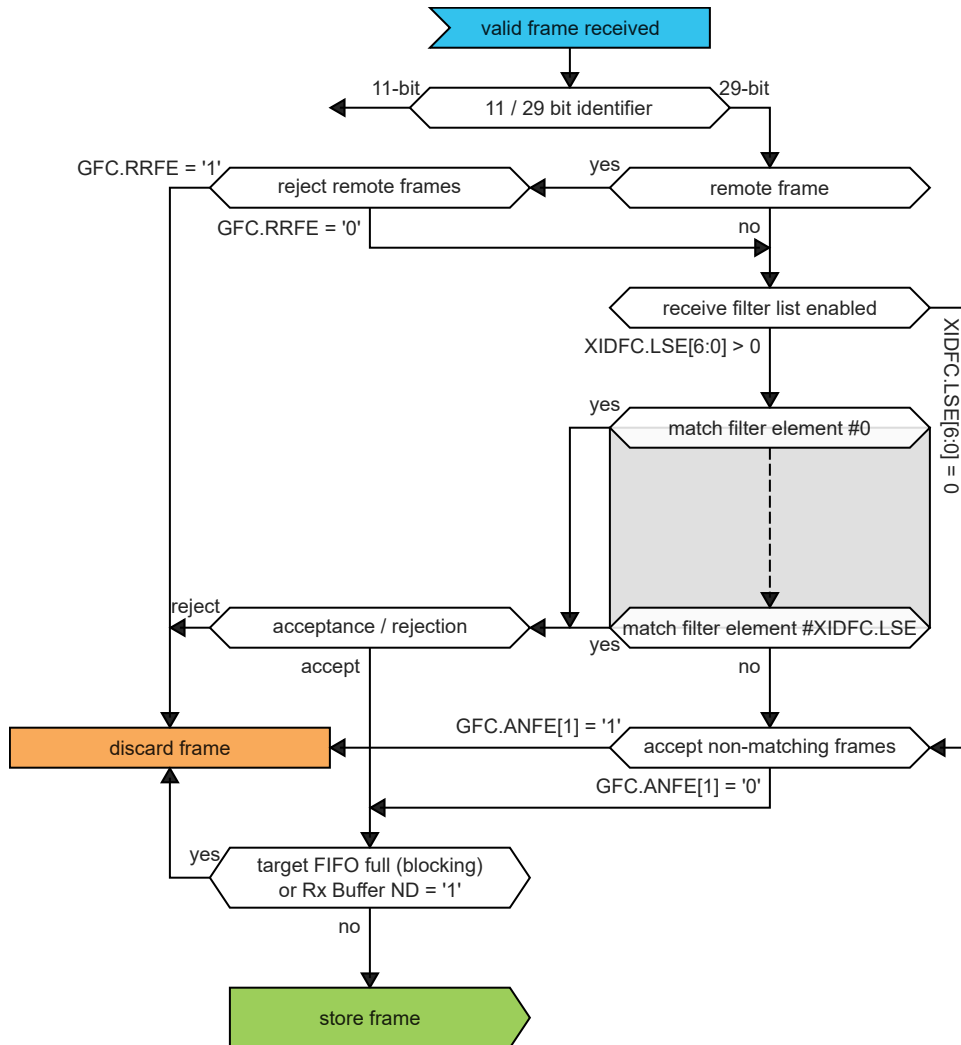 valid frame received
11-bit
29-bit
11 / 29 bit identifier
GFC.RRFE = '1'
reject remote frames
yes
remote frame
GFC.RRFE = '0'
no
receive filter list enabled
XIDFC.LSE[6:0] > 0
XIDFC.LSE[6:0] = 0
yes
match filter element #0
reject
acceptance / rejection
yes
match filter element #XIDFC.LSE
accept
no
GFC.ANFE[1] = '1'
discard frame
accept non-matching frames
GFC.ANFE[1] = '0'
yes
target FIFO full (blocking)
or Rx Buffer ND = '1'
no
store frame